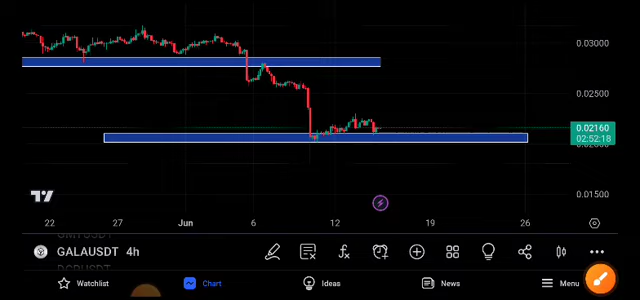 0.03000
0.02500
0.02160
02:52:18
0.01500
22 27 Jun 6 12 19 26
GALAUSDT 4h
Watchlist Chart Ideas News Menu